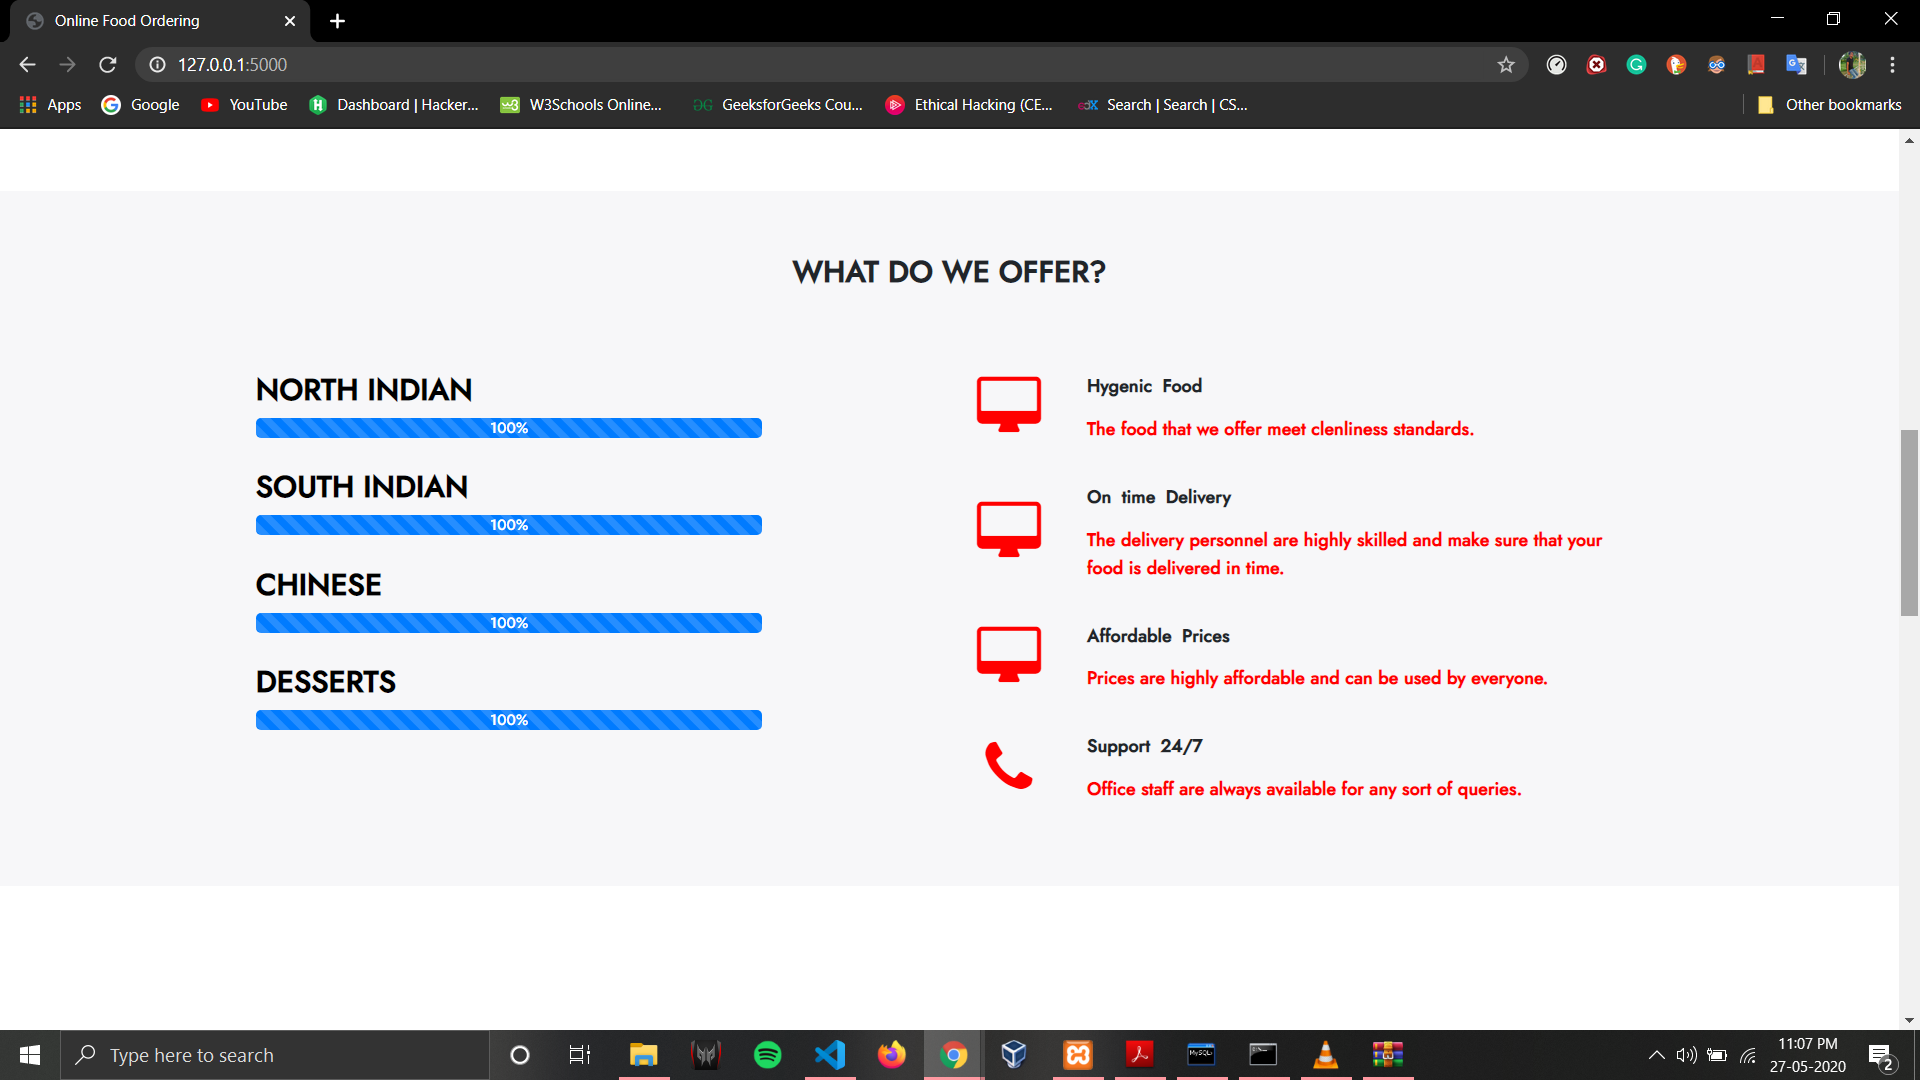 Online Food Ordering
127.0.0.1:5000
Apps Google YouTube Dashboard | Hacker... W3Schools Online... GeeksforGeeks Cou... Ethical Hacking (CE... Search | Search | CS... Other bookmarks
WHAT DO WE OFFER?
NORTH INDIAN
100%
SOUTH INDIAN
100%
CHINESE
100%
DESSERTS
100%
Hygenic Food
The food that we offer meet clenliness standards.
On time Delivery
The delivery personnel are highly skilled and make sure that your
food is delivered in time.
Affordable Prices
Prices are highly affordable and can be used by everyone.
Support 24/7
Office staff are always available for any sort of queries.
Type here to search
11:07 PM
27-05-2020
2